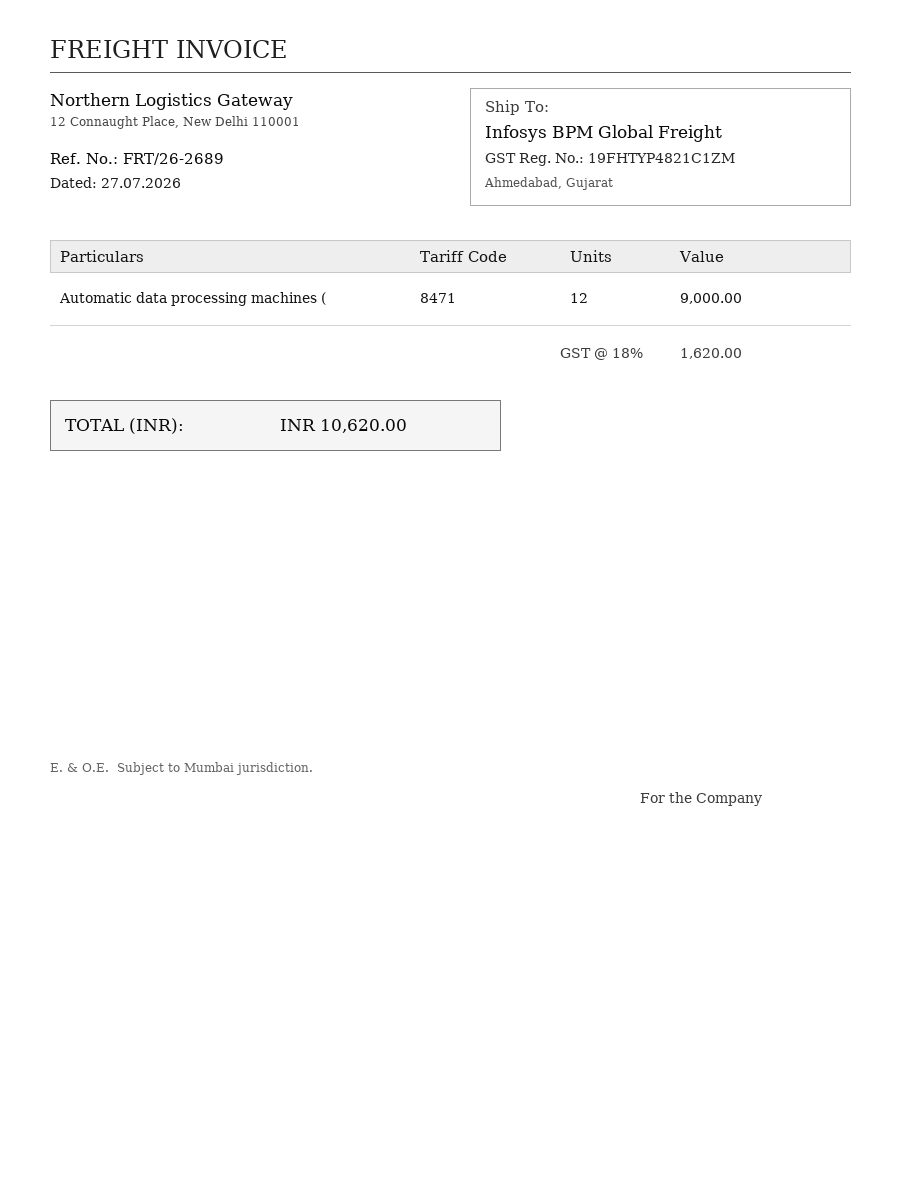 FREIGHT INVOICE
Northern Logistics Gateway
12 Connaught Place, New Delhi 110001
Ref. No.: FRT/26-2689
Dated: 27.07.2026
Ship To:
Infosys BPM Global Freight
GST Reg. No.: 19FHTYP4821C1ZM
Ahmedabad, Gujarat
Particulars Tariff Code Units Value
Automatic data processing machines ( 8471 12 9,000.00
GST @ 18% 1,620.00
TOTAL (INR): INR 10,620.00
E. & O.E. Subject to Mumbai jurisdiction.
For the Company